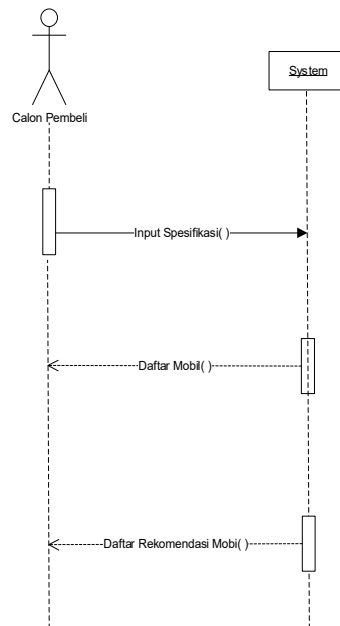 System
Calon Pembeli
Input Spesifikasi( )
Daftar Mobil( )
Daftar Rekomendasi Mobi( )